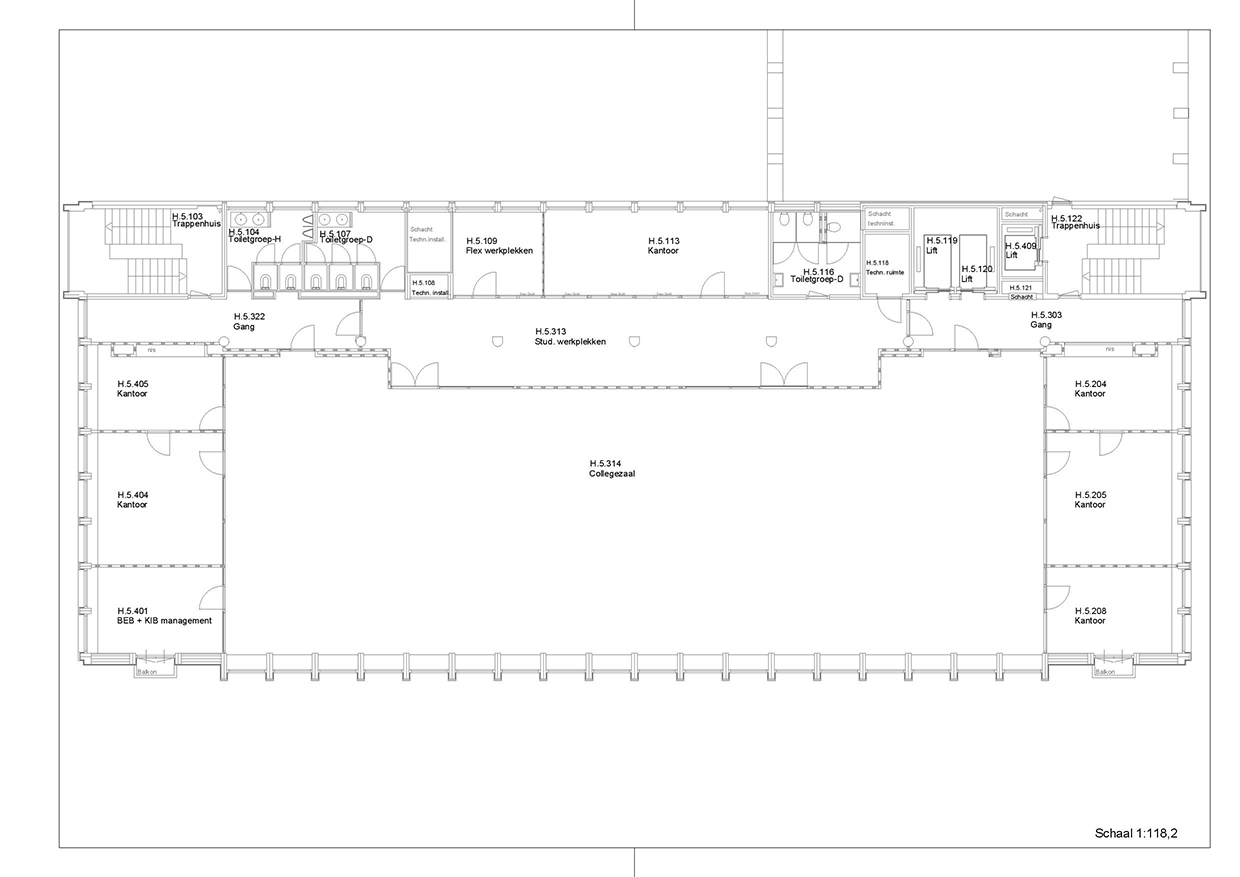 H.5.103
Trappenhuis
H.5.104
Toiletgroep-H
H.5.107
Toiletgroep-D
Schacht
Techn. install.
H.5.108
Techn. install.
H.5.109
Flex werkplekken
H.5.113
Kantoor
H.5.116
Toiletgroep-D
Schacht
techn.inst.
H.5.118
Techn. ruimte
H.5.119
Lift
H.5.120
Lift
Schacht
H.5.409
Lift
H.5.121
Schacht
H.5.122
Trappenhuis
H.5.322
Gang
H.5.313
Stud. werkplekken
H.5.303
Gang
nis
nis
H.5.405
Kantoor
H.5.204
Kantoor
H.5.314
Collegezaal
H.5.404
Kantoor
H.5.205
Kantoor
H.5.401
BEB + KIB management
H.5.208
Kantoor
Balkon
Balkon
Schaal 1:118,2